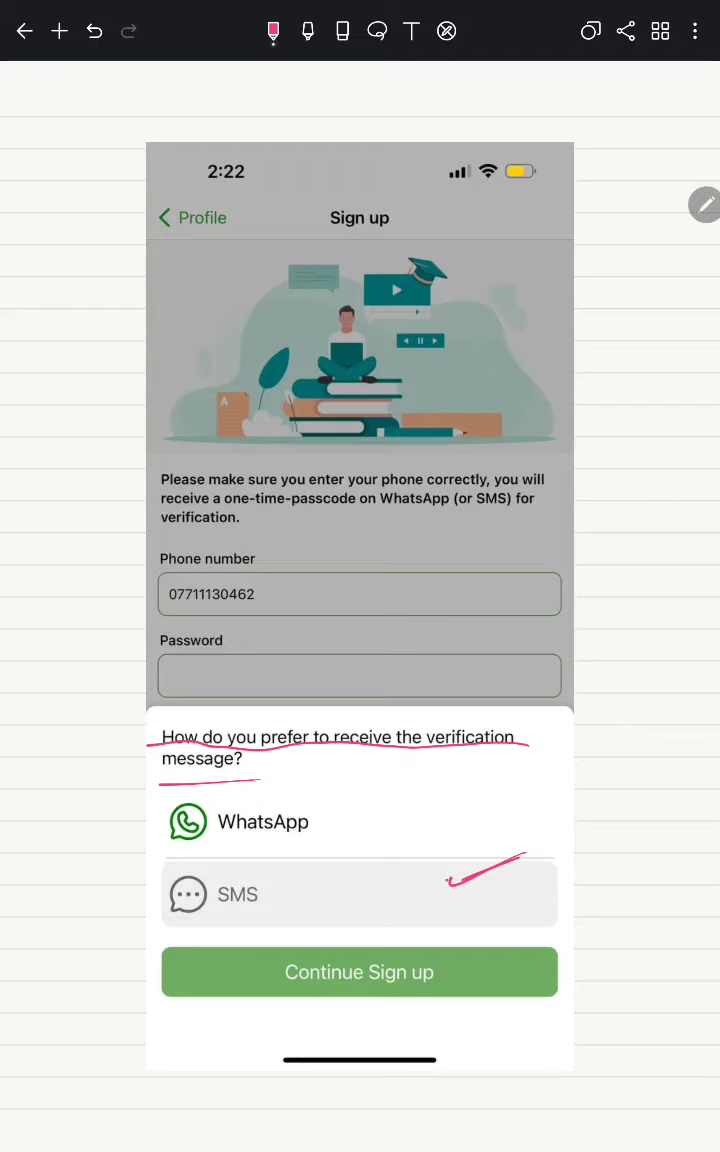 T
2:22
Profile
Sign up
A
Please make sure you enter your phone correctly, you will
receive a one-time-passcode on WhatsApp (or SMS) for
verification.
Phone number
07711130462
Password
How do you prefer to receive the verification
message?
WhatsApp
SMS
Continue Sign up